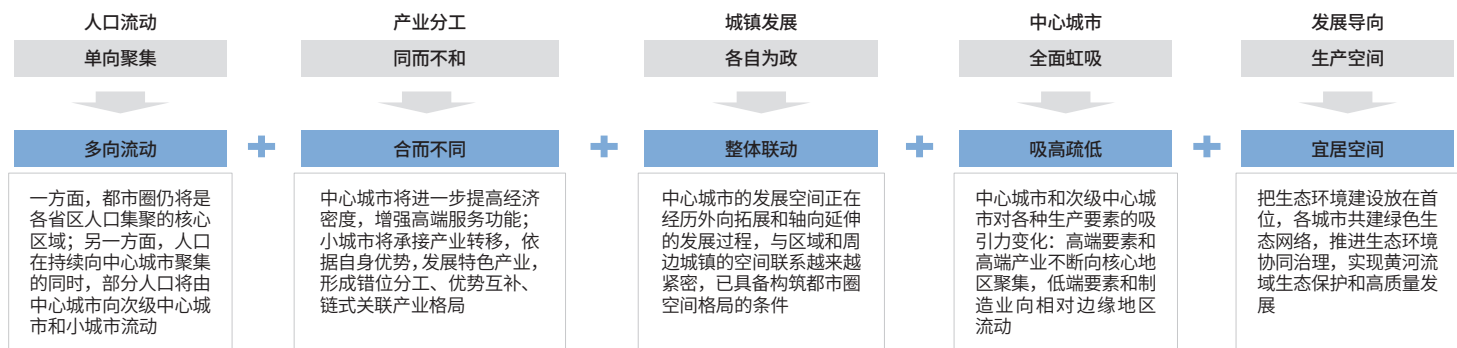 人口流动
单向聚集
多向流动
一方面，都市圈仍将是
各省区人口集聚的核心
区域；另一方面，人口
在持续向中心城市聚集
的同时，部分人口将由
中心城市向次级中心城
市和小城市流动
产业分工
同而不和
合而不同
中心城市将进一步提高经济
密度，增强高端服务功能；
小城市将承接产业转移，依
据自身优势，发展特色产业，
形成错位分工、优势互补、
链式关联产业格局
城镇发展
各自为政
整体联动
中心城市的发展空间正在
经历外向拓展和轴向延伸
的发展过程，与区域和周
边城镇的空间联系越来越
紧密，已具备构筑都市圈
空间格局的条件
中心城市
全面虹吸
吸高疏低
中心城市和次级中心城
市对各种生产要素的吸
引力变化：高端要素和
高端产业不断向核心地
区聚集，低端要素和制
造业向相对边缘地区
流动
发展导向
生产空间
宜居空间
把生态环境建设放在首
位，各城市共建绿色生
态网络，推进生态环境
协同治理，实现黄河流
域生态保护和高质量发
展